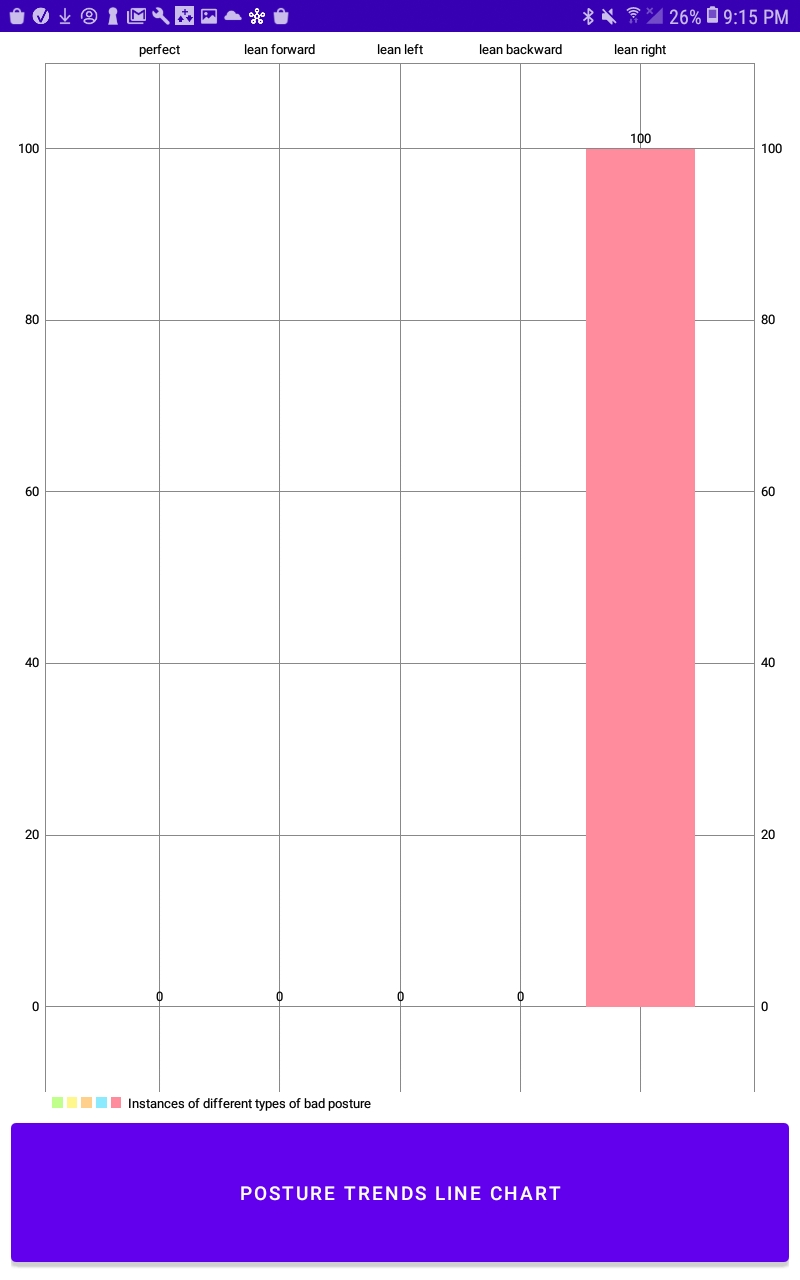 26% 9:15 PM
perfect lean forward lean left lean backward lean right
100
100 100
80 80
60 60
40 40
20 20
0 0 0 0
0 0
Instances of different types of bad posture
POSTURE TRENDS LINE CHART